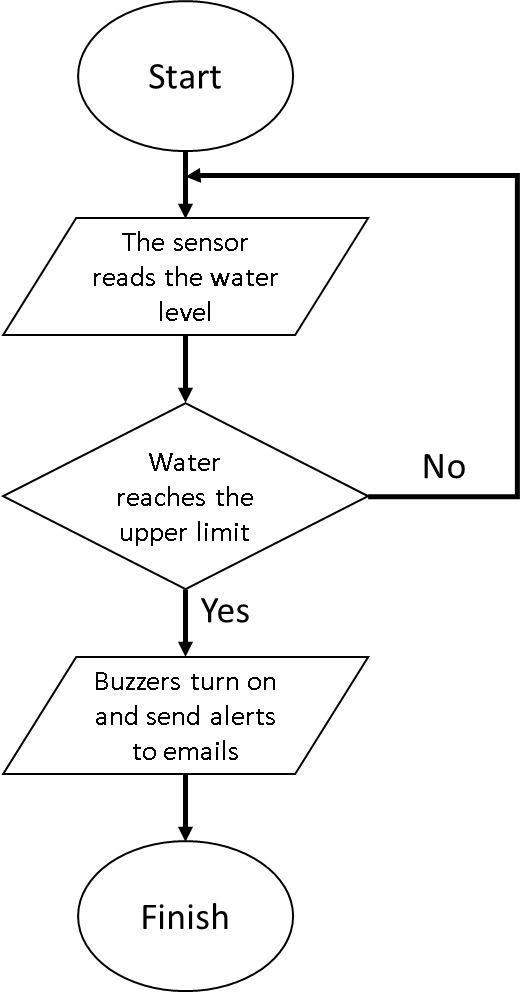 Start
The sensor
reads the water
level
Water
reaches the
upper limit
No
Yes
Buzzers turn on
and send alerts
to emails
Finish